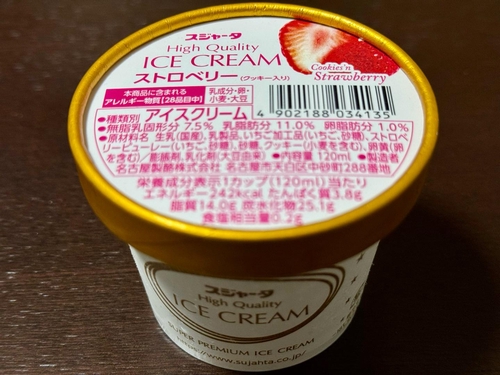 スジャータ
High Quality
ICE CREAM
ストロベリー(クッキー入り)
Cookies'n
Strawberry
本商品に含まれる
アレルギー物質【28品目中】
乳成分・卵・
小麦・大豆
4 902188 034135
●種類別 アイスクリーム
●無脂乳固形分 7.5% 乳脂肪分 11.0% 卵脂肪分 1.0%
●原材料名 生乳(国産)、乳製品、いちご加工品(いちご、砂糖)、ストロベ
リーピューレー(いちご、砂糖)、砂糖、クッキー(小麦を含む)、卵黄(卵
を含む)/膨脹剤、乳化剤(大豆由来) ●内容量 120ml ●製造者
名古屋製酪株式会社 名古屋市天白区中砂町288番地
栄養成分表示1カップ(120ml)当たり
エネルギー242kcal たんぱく質3.8g
脂質14.0g 炭水化物25.1g
食塩相当量0.2g
スジャータ
High Quality
ICE CREAM
SUPER PREMIUM ICE CREAM
https://www.sujahta.co.jp/